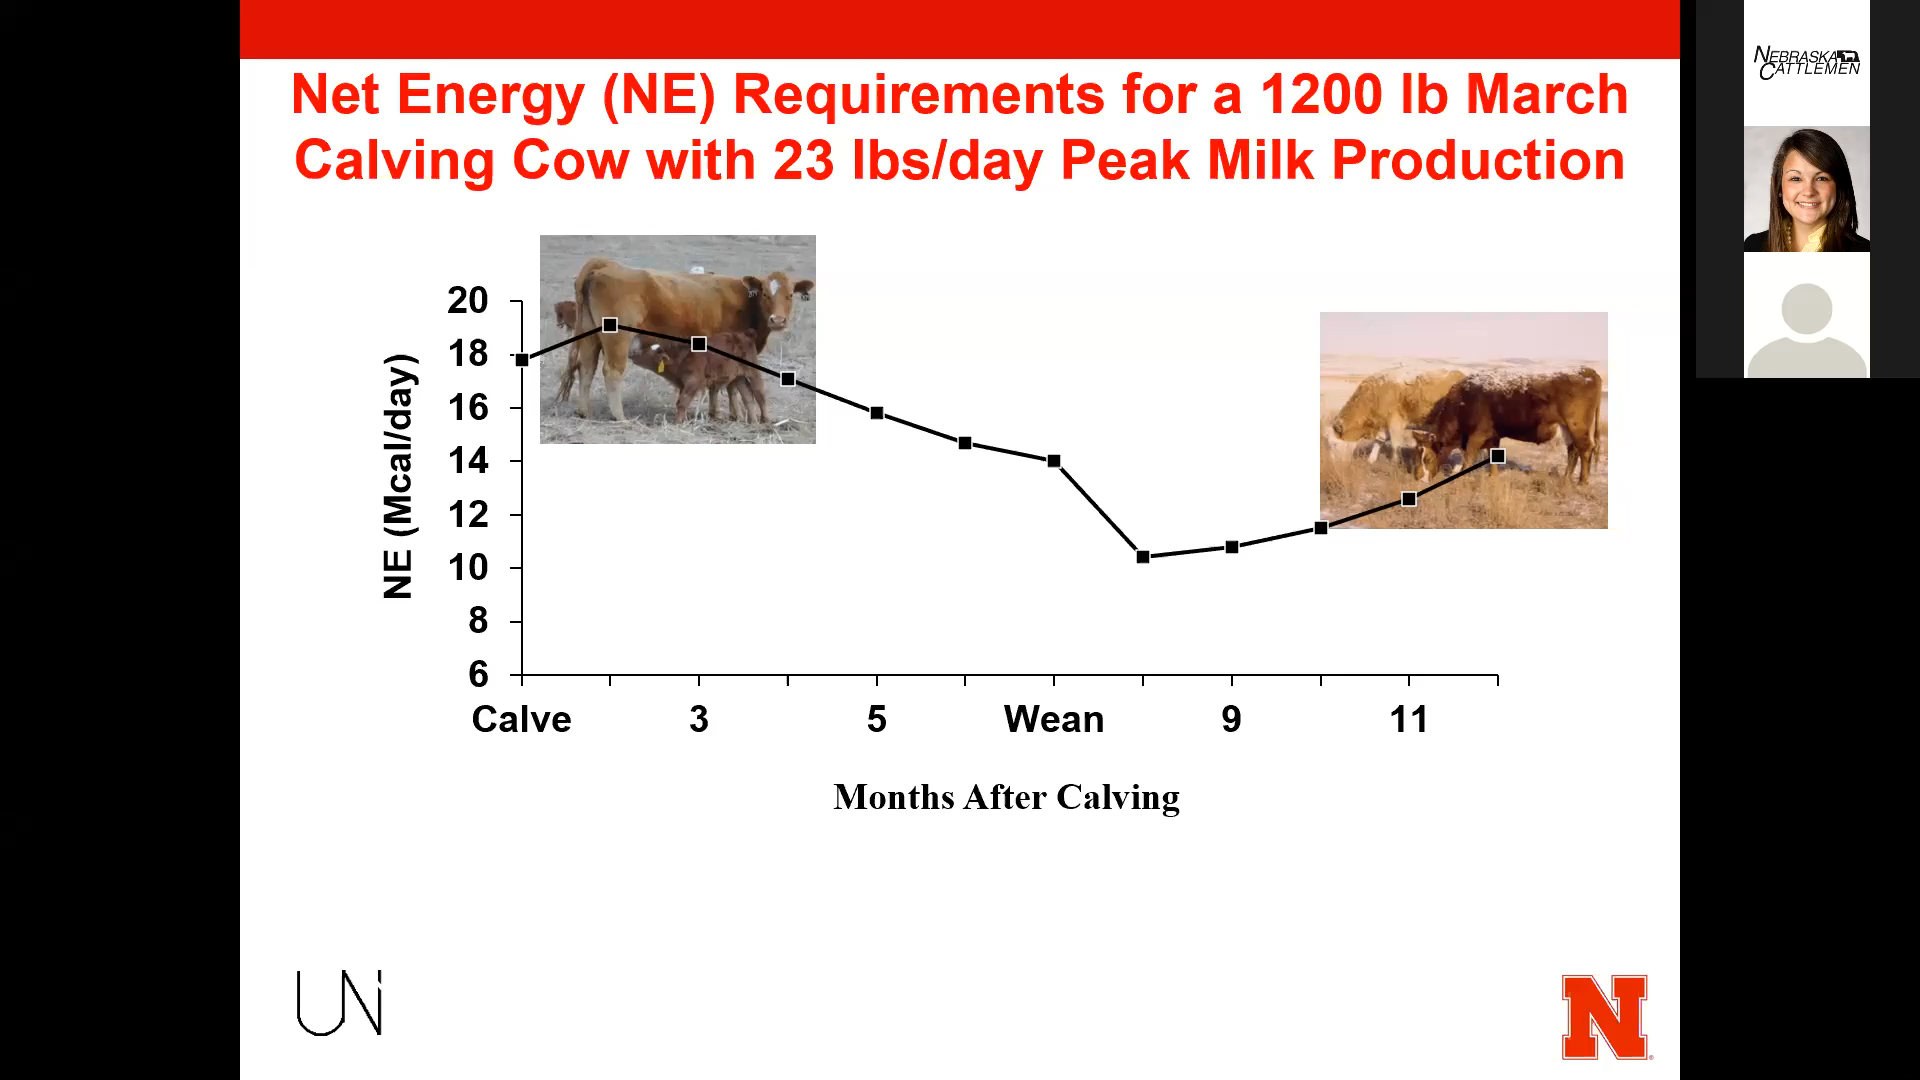 Net Energy (NE) Requirements for a 1200 lb March
Calving Cow with 23 lbs/day Peak Milk Production
NEBRASKA
CATTLEMEN
NE (Mcal/day)
20
18
16
14
12
10
8
6
Calve 3 5 Wean 9 11
Months After Calving
UN
N